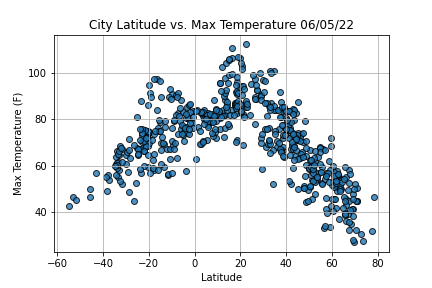 City Latitude vs. Max Temperature 06/05/22
Max Temperature (F)
100
80
60
40
−60 −40 −20 0 20 40 60 80
Latitude